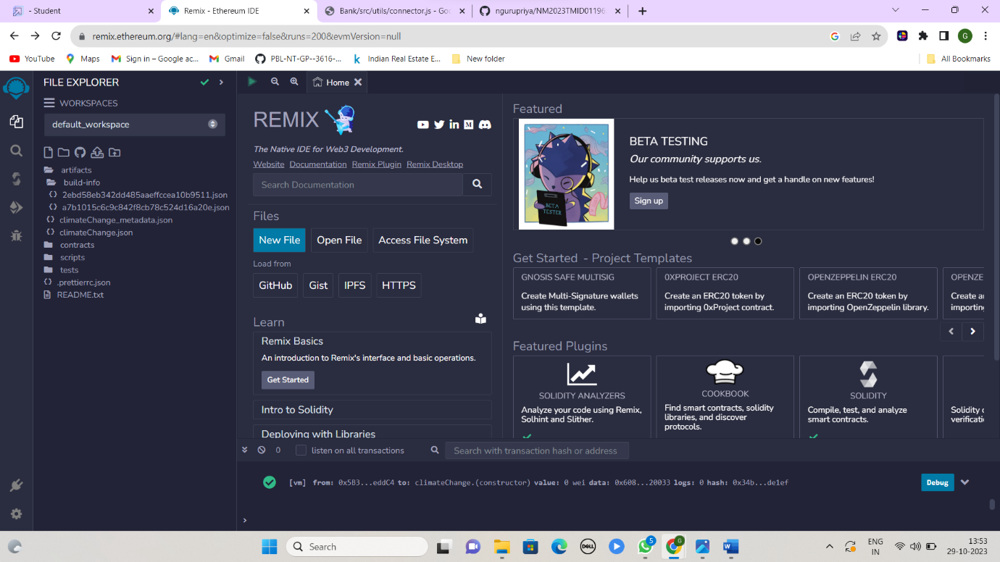 - Student
Remix - Ethereum IDE
Bank/src/utils/connector.js - Goo
ngurupriya/NM2023TMID01196
remix.ethereum.org/#lang=en&optimize=false&runs=200&evmVersion=null
G
YouTube
Maps
Sign in – Google ac...
Gmail
PBL-NT-GP--3616-...
Indian Real Estate E...
New folder
All Bookmarks
FILE EXPLORER
WORKSPACES
default_workspace
artifacts
build-info
2ebd58eb342dd485aaeffccea10b9511.json
a7b1015c6c9c842f8cb78c524d16a20e.json
climateChange_metadata.json
climateChange.json
contracts
scripts
tests
.prettierrc.json
README.txt
Home
REMIX
The Native IDE for Web3 Development.
Website Documentation Remix Plugin Remix Desktop
Search Documentation
Files
New File Open File Access File System
Load from
GitHub Gist IPFS HTTPS
Learn
Remix Basics
An introduction to Remix's interface and basic operations.
Get Started
Intro to Solidity
Deploying with Libraries
Featured
BETA TESTER
BETA TESTING
Our community supports us.
Help us beta test releases now and get a handle on new features!
Sign up
Get Started - Project Templates
GNOSIS SAFE MULTISIG
Create Multi-Signature wallets
using this template.
0XPROJECT ERC20
Create an ERC20 token by
importing 0xProject contract.
OPENZEPPELIN ERC20
Create an ERC20 token by
importing OpenZeppelin library.
OPENZE
Create a
importing
Featured Plugins
SOLIDITY ANALYZERS
Analyze your code using Remix,
Solhint and Slither.
COOKBOOK
Find smart contracts, solidity
libraries, and discover
protocols.
SOLIDITY
Compile, test, and analyze
smart contracts.
Solidity
verificati
0 listen on all transactions
Search with transaction hash or address
[vm] from: 0x5B3...eddC4 to: climateChange.(constructor) value: 0 wei data: 0x608...20033 logs: 0 hash: 0x34b...de1ef
Debug
>
Search
DELL
5
G
W
ENG
IN
13:53
29-10-2023